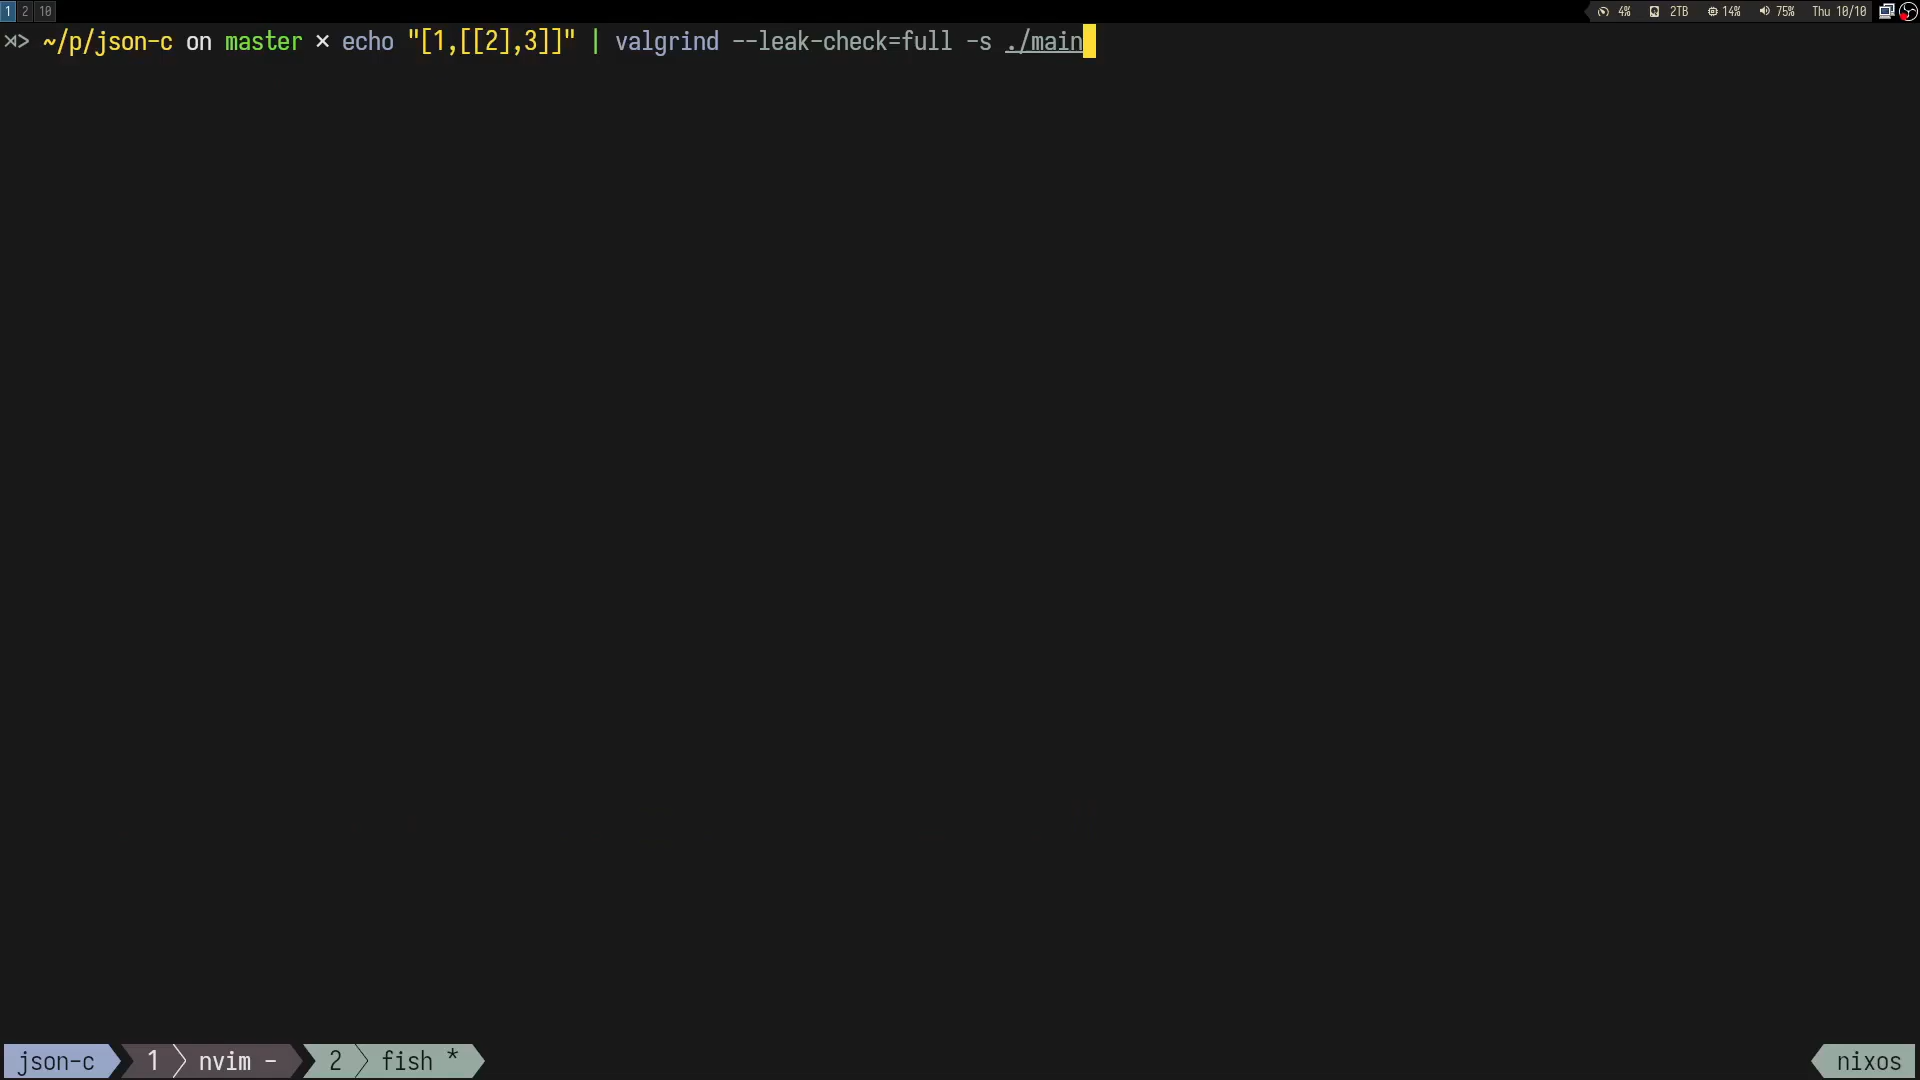 1 2 10 4% 2TB 14% 75% Thu 10/10
~/p/json-c on master × echo "[1,[[2],3]]" | valgrind --leak-check=full -s ./main
json-c 1 nvim - 2 fish * nixos